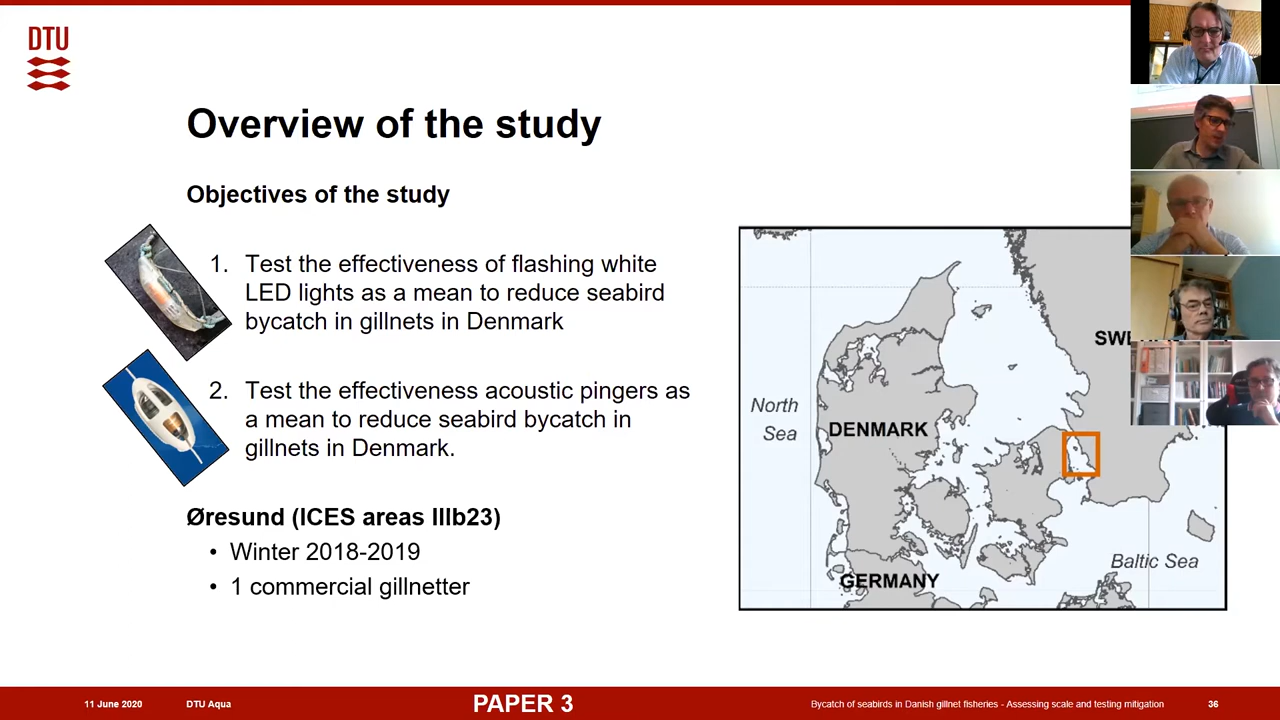 DTU
Overview of the study
Objectives of the study
1. Test the effectiveness of flashing white
LED lights as a mean to reduce seabird
bycatch in gillnets in Denmark
2. Test the effectiveness acoustic pingers as
a mean to reduce seabird bycatch in
gillnets in Denmark.
Øresund (ICES areas IIIb23)
• Winter 2018-2019
• 1 commercial gillnetter
North
Sea
DENMARK
GERMANY
Baltic Sea
11 June 2020
DTU Aqua
PAPER 3
Bycatch of seabirds in Danish gillnet fisheries - Assessing scale and testing mitigation
36